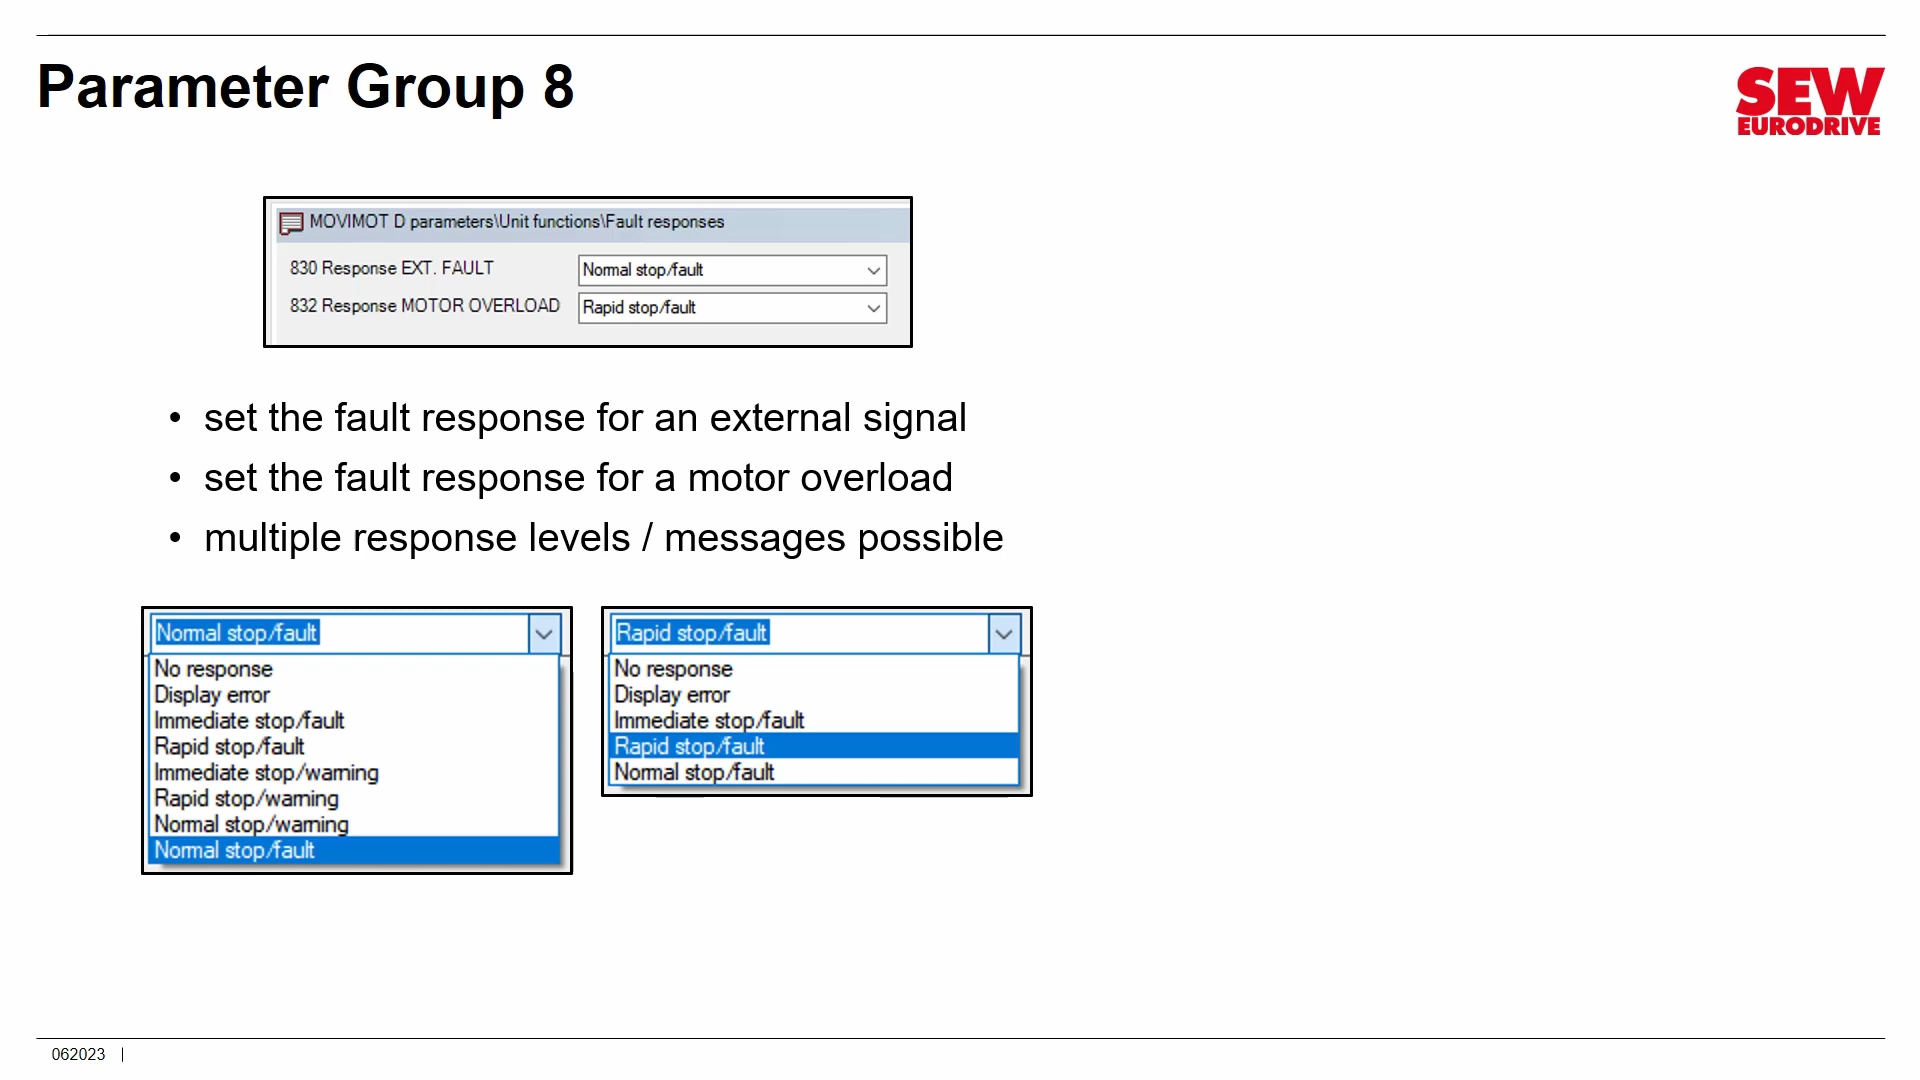 Parameter Group 8
SEW
EURODRIVE
MOVIMOT D parameters\Unit functions\Fault responses
830 Response EXT. FAULT Normal stop/fault
832 Response MOTOR OVERLOAD Rapid stop/fault
• set the fault response for an external signal
• set the fault response for a motor overload
• multiple response levels / messages possible
Normal stop/fault
No response
Display error
Immediate stop/fault
Rapid stop/fault
Immediate stop/warning
Rapid stop/warning
Normal stop/warning
Normal stop/fault
Rapid stop/fault
No response
Display error
Immediate stop/fault
Rapid stop/fault
Normal stop/fault
062023 |